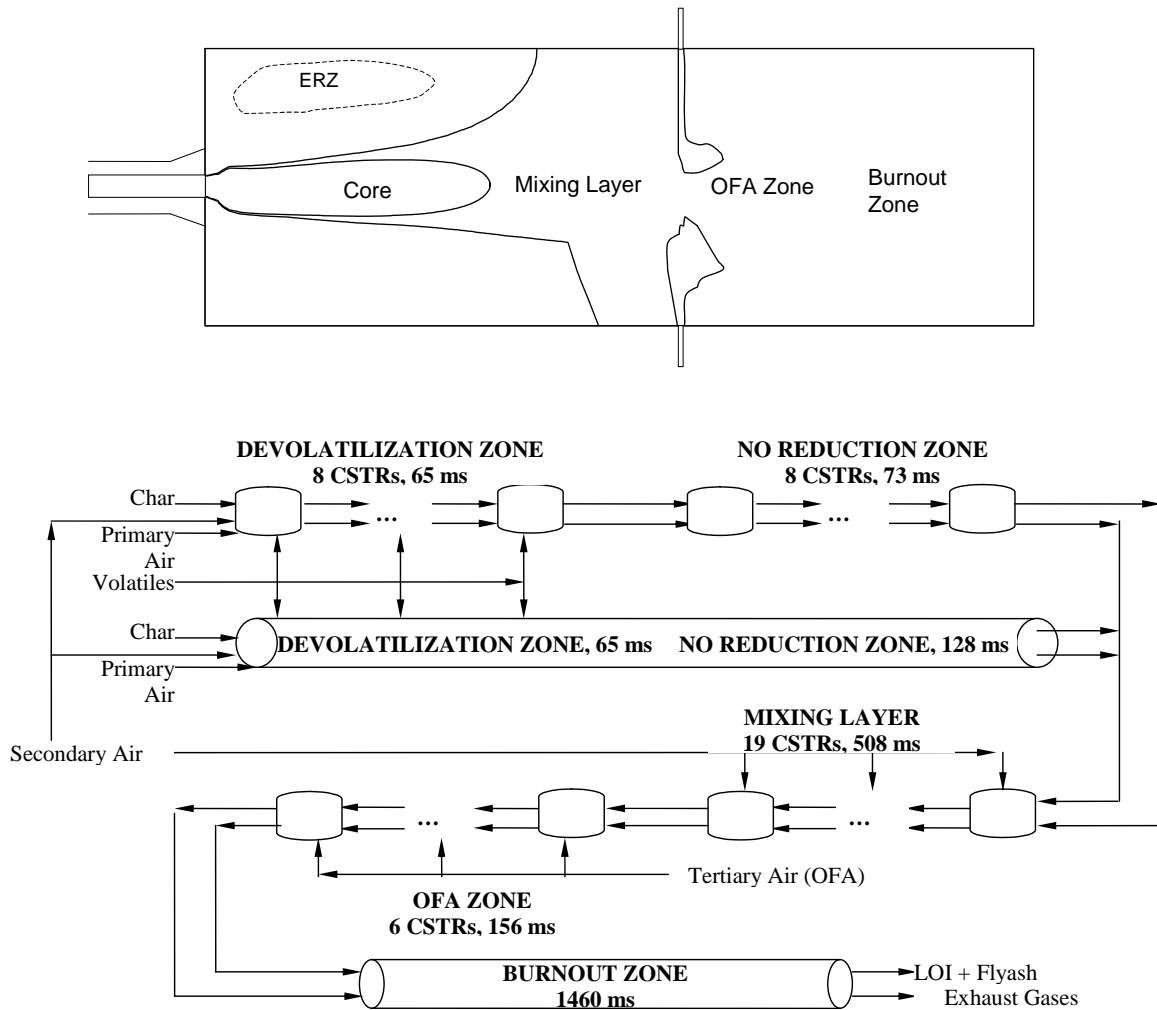 ERZ
Core
Mixing Layer
OFA Zone
Burnout
Zone
DEVOLATILIZATION ZONE
8 CSTRs, 65 ms
NO REDUCTION ZONE
8 CSTRs, 73 ms
Char
...
...
Primary
Air
Volatiles
Char
DEVOLATILIZATION ZONE, 65 ms
NO REDUCTION ZONE, 128 ms
Primary
Air
Secondary Air
MIXING LAYER
19 CSTRs, 508 ms
...
...
Tertiary Air (OFA)
OFA ZONE
6 CSTRs, 156 ms
BURNOUT ZONE
1460 ms
LOI + Flyash
Exhaust Gases